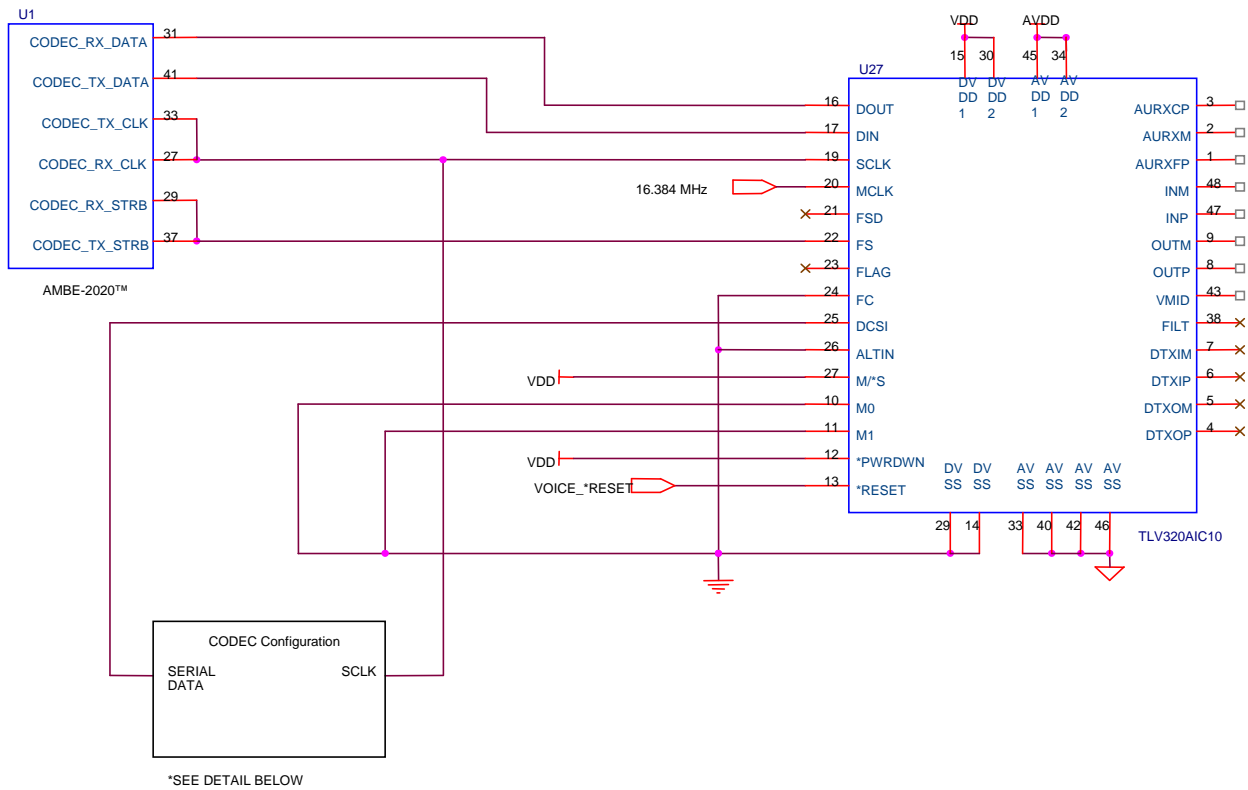 U1
CODEC_RX_DATA 31
CODEC_TX_DATA 41
CODEC_TX_CLK 33
CODEC_RX_CLK 27
CODEC_RX_STRB 29
CODEC_TX_STRB 37
AMBE-2020™
VDD
AVDD
15
30
45
34
U27
DV
DD
1
DV
DD
2
AV
DD
1
AV
DD
2
16 DOUT
17 DIN
19 SCLK
16.384 MHz
20 MCLK
21 FSD
22 FS
23 FLAG
24 FC
25 DCSI
26 ALTIN
VDD
27 M/*S
10 M0
11 M1
VDD
12 *PWRDWN
VOICE_*RESET
13 *RESET
AURXCP 3
AURXM 2
AURXFP 1
INM 48
INP 47
OUTM 9
OUTP 8
VMID 43
FILT 38
DTXIM 7
DTXIP 6
DTXOM 5
DTXOP 4
DV
SS
DV
SS
AV
SS
AV
SS
AV
SS
AV
SS
29
14
33
40
42
46
TLV320AIC10
CODEC Configuration
SERIAL
DATA
SCLK
*SEE DETAIL BELOW